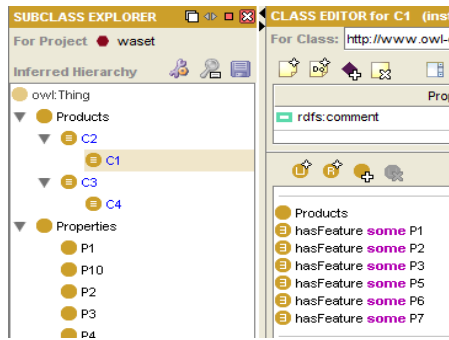 SUBCLASS EXPLORER
For Project waset
Inferred Hierarchy
owl:Thing
Products
C2
C1
C3
C4
Properties
P1
P10
P2
P3
P4
CLASS EDITOR for C1 (inst
For Class: http://www.owl-
Prop
rdfs:comment
Products
hasFeature some P1
hasFeature some P2
hasFeature some P3
hasFeature some P5
hasFeature some P6
hasFeature some P7